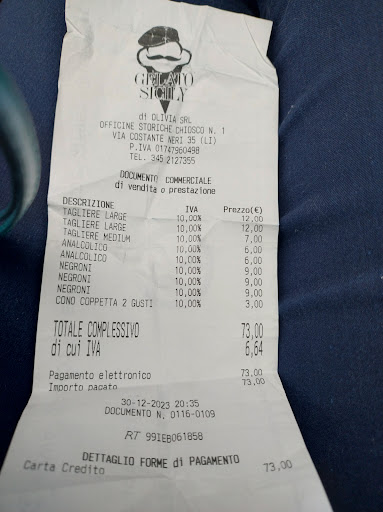 GELATO
SICILY
di OLIVIA SRL
OFFICINE STORICHE CHIOSCO N. 1
VIA COSTANTE NERI 35 (LI)
P.IVA 01747960498
TEL. 345 2127355
DOCUMENTO COMMERCIALE
di vendita o prestazione
DESCRIZIONE IVA Prezzo(€)
TAGLIERE LARGE 10,00% 12,00
TAGLIERE LARGE 10,00% 12,00
TAGLIERE MEDIUM 10,00% 7,00
ANALCOLICO 10,00% 6,00
ANALCOLICO 10,00% 6,00
NEGRONI 10,00% 9,00
NEGRONI 10,00% 9,00
NEGRONI 10,00% 9,00
CONO COPPETTA 2 GUSTI 10,00% 3,00
TOTALE COMPLESSIVO 73,00
di cui IVA 6,64
Pagamento elettronico 73,00
Importo pagato 73,00
30-12-2023 20:35
DOCUMENTO N. 0116-0109
RT 99IEB061858
DETTAGLIO FORME di PAGAMENTO
Carta Credito 73,00